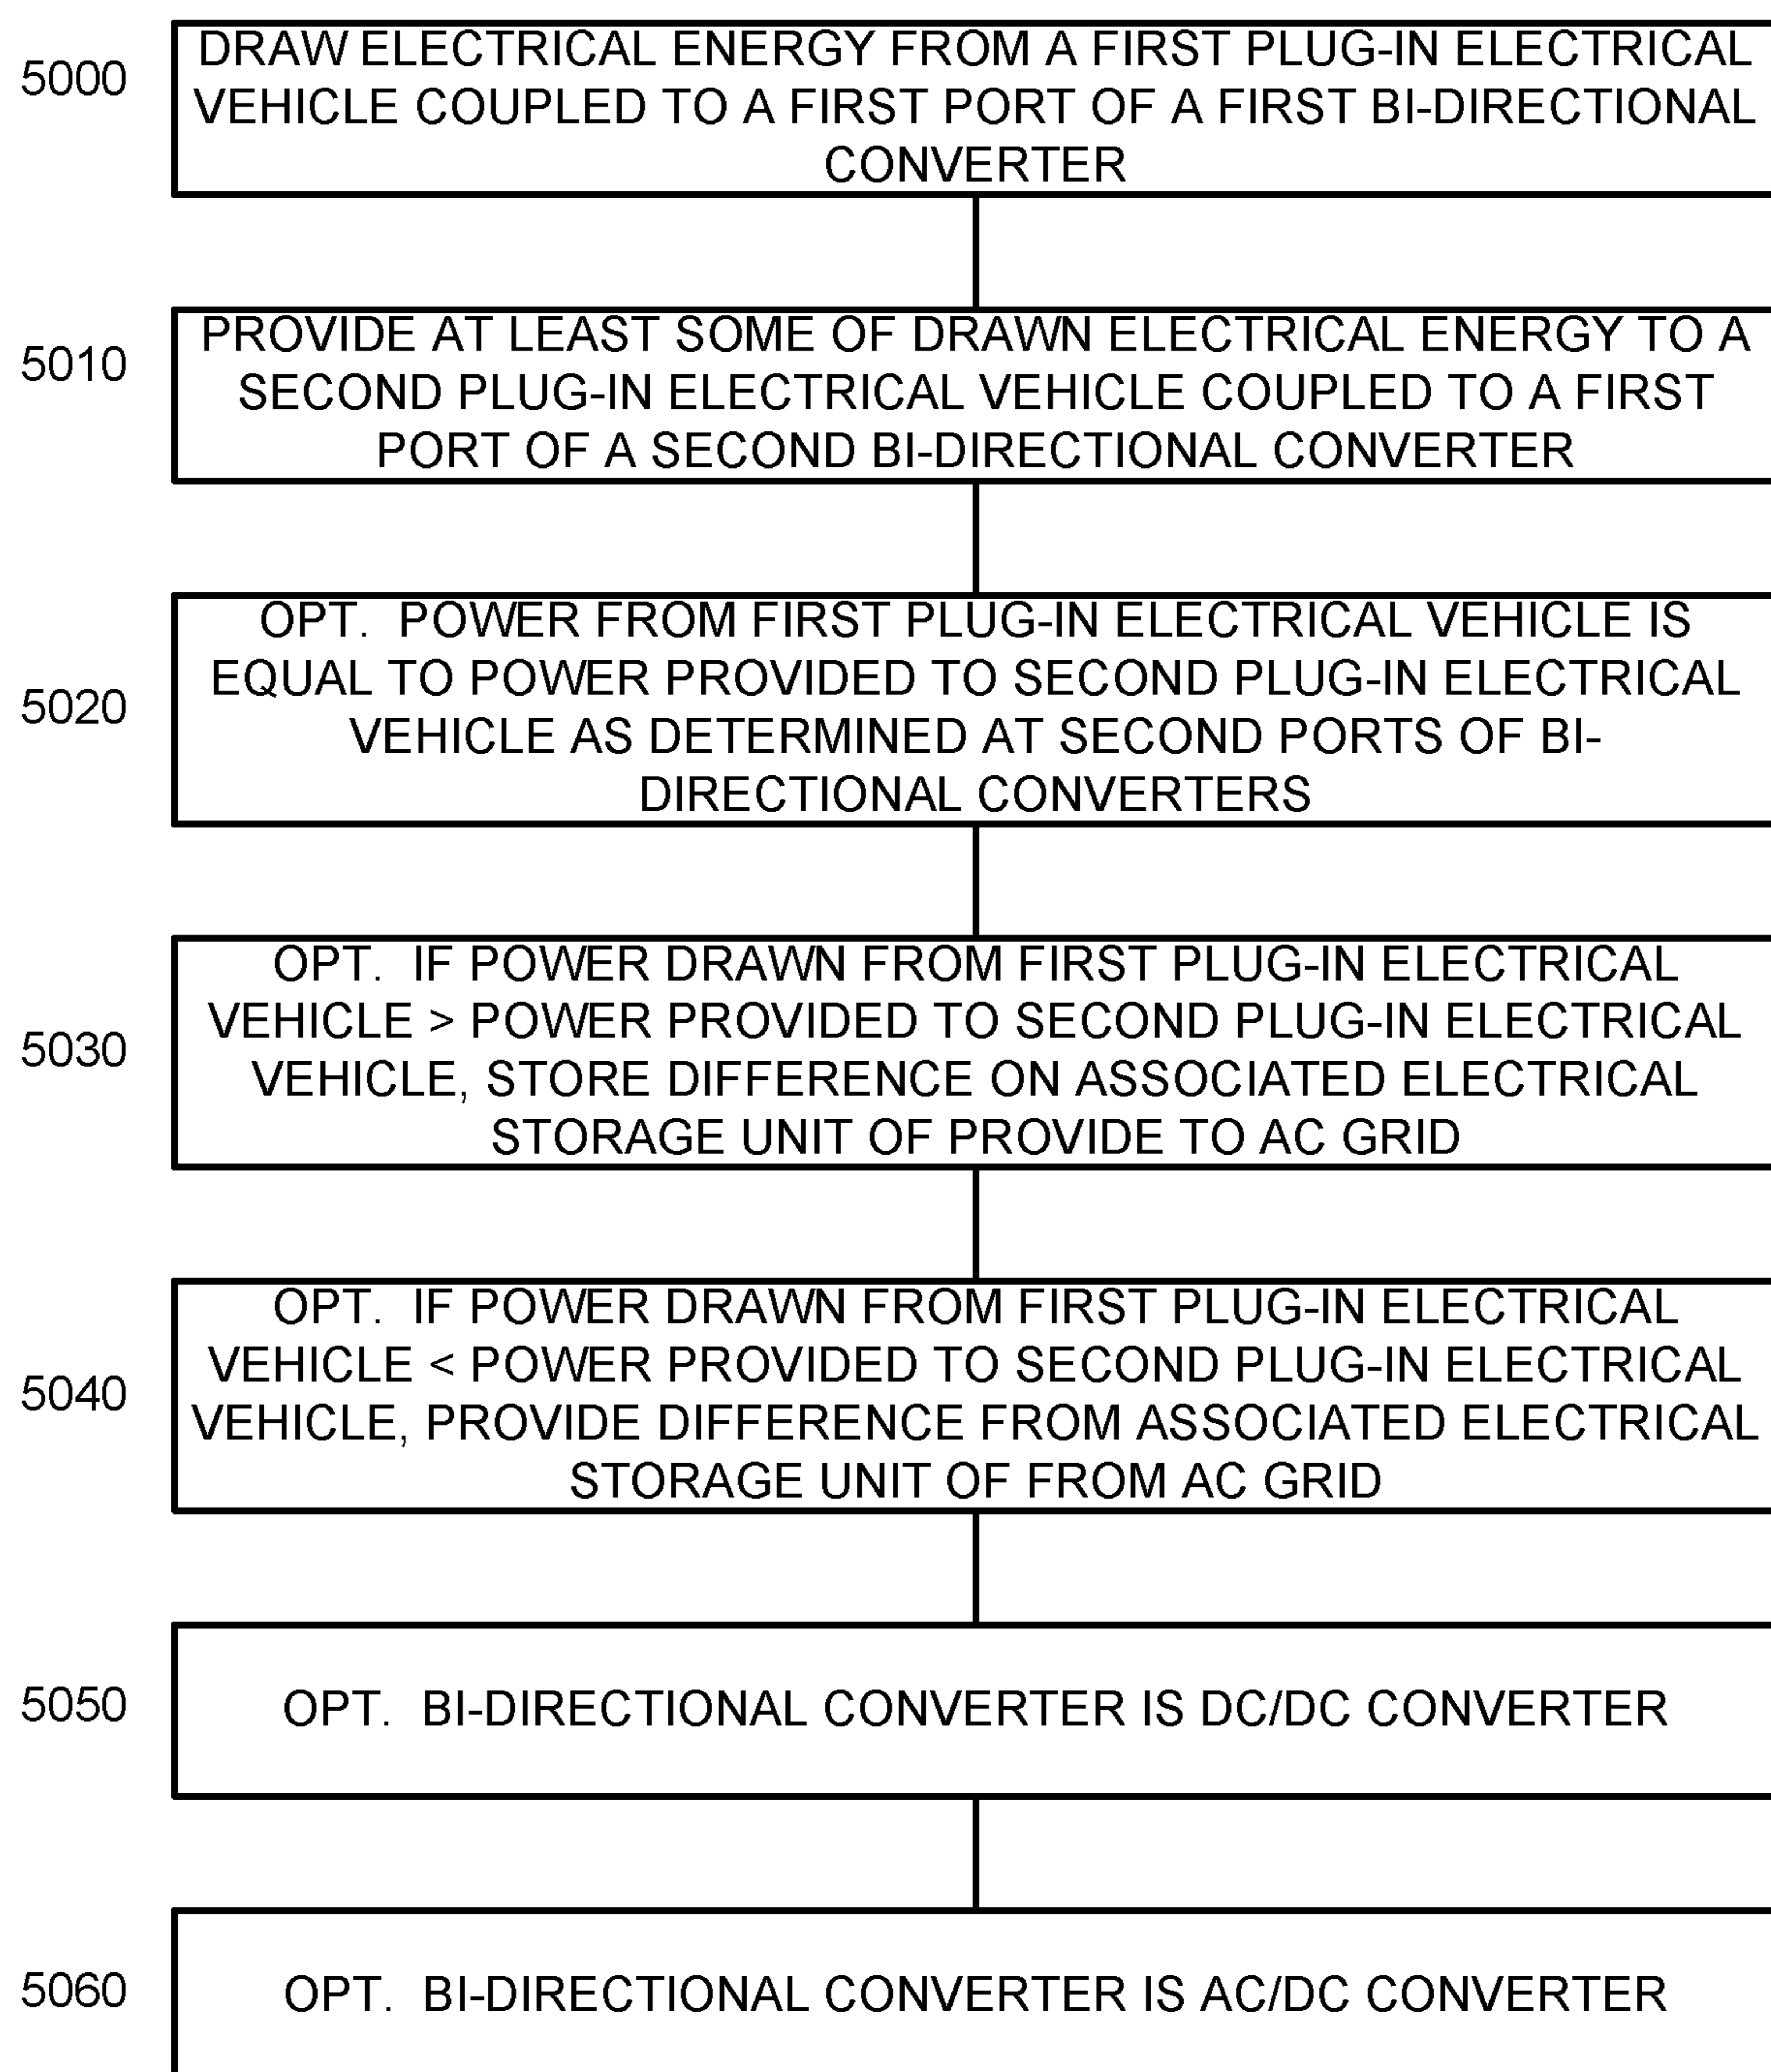 5000
DRAW ELECTRICAL ENERGY FROM A FIRST PLUG-IN ELECTRICAL
VEHICLE COUPLED TO A FIRST PORT OF A FIRST BI-DIRECTIONAL
CONVERTER
5010
PROVIDE AT LEAST SOME OF DRAWN ELECTRICAL ENERGY TO A
SECOND PLUG-IN ELECTRICAL VEHICLE COUPLED TO A FIRST
PORT OF A SECOND BI-DIRECTIONAL CONVERTER
5020
OPT. POWER FROM FIRST PLUG-IN ELECTRICAL VEHICLE IS
EQUAL TO POWER PROVIDED TO SECOND PLUG-IN ELECTRICAL
VEHICLE AS DETERMINED AT SECOND PORTS OF BI-
DIRECTIONAL CONVERTERS
5030
OPT. IF POWER DRAWN FROM FIRST PLUG-IN ELECTRICAL
VEHICLE > POWER PROVIDED TO SECOND PLUG-IN ELECTRICAL
VEHICLE, STORE DIFFERENCE ON ASSOCIATED ELECTRICAL
STORAGE UNIT OF PROVIDE TO AC GRID
5040
OPT. IF POWER DRAWN FROM FIRST PLUG-IN ELECTRICAL
VEHICLE < POWER PROVIDED TO SECOND PLUG-IN ELECTRICAL
VEHICLE, PROVIDE DIFFERENCE FROM ASSOCIATED ELECTRICAL
STORAGE UNIT OF FROM AC GRID
5050
OPT. BI-DIRECTIONAL CONVERTER IS DC/DC CONVERTER
5060
OPT. BI-DIRECTIONAL CONVERTER IS AC/DC CONVERTER